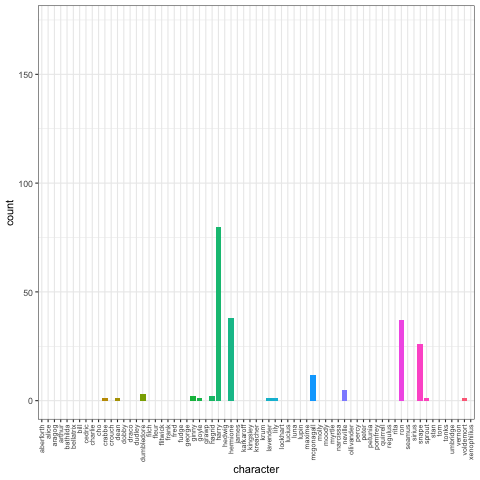 150
100
50
0
count
aberforth
alice
aragog
arthur
bathilda
bellatrix
bill
cedric
charlie
cho
crabbe
crouch
dean
dobby
draco
dudley
dumbledore
filch
fleur
flitwick
frank
fred
fudge
george
ginny
goyle
grawp
hagrid
harry
hedwig
hermione
james
karkaroff
kingsley
kreacher
krum
lavender
lily
lockhart
lucius
luna
lupin
maxime
mcgonagall
molly
moody
myrtle
narcissa
neville
ollivander
percy
peter
petunia
pomfrey
quirrell
regulus
rita
ron
seamus
sirius
snape
sprout
stan
tom
tonks
umbridge
vernon
voldemort
xenophilius
character